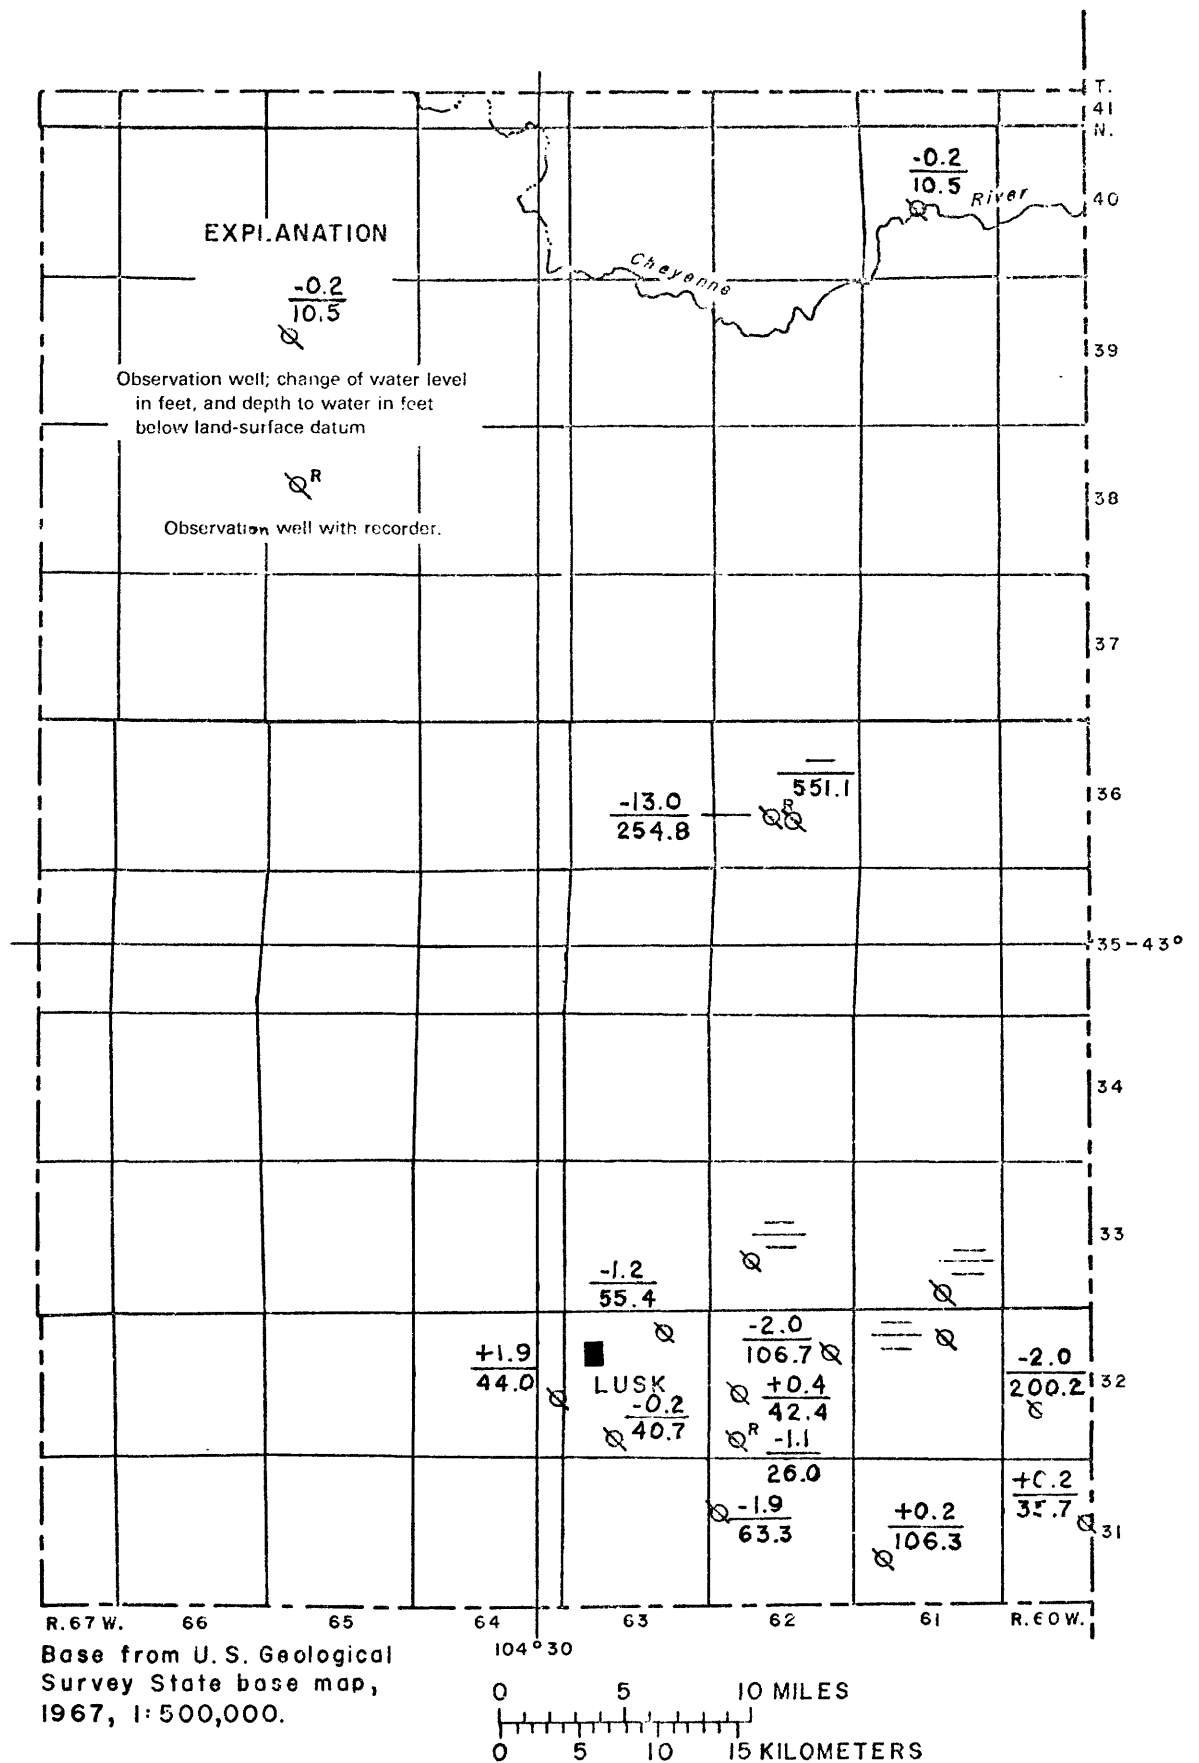 T.
41
N.
-0.2
10.5
River
40
EXPLANATION
Cheyenne
-0.2
10.5
39
Observation well; change of water level
in feet, and depth to water in feet
below land-surface datum
R
38
Observation well with recorder.
37
551.1
36
-13.0
254.8
R
35-43°
34
33
-1.2
55.4
-2.0
106.7
+1.9
44.0
-2.0
200.2
32
LUSK
+0.4
42.4
-0.2
40.7
R
-1.1
26.0
+0.2
-1.9
63.3
+0.2
106.3
31
R.67 W. 66 65 64 63 62 61 R.60 W.
104°30
Base from U.S. Geological
Survey State base map,
1967, 1:500,000.
0 5 10 MILES
0 5 10 15 KILOMETERS